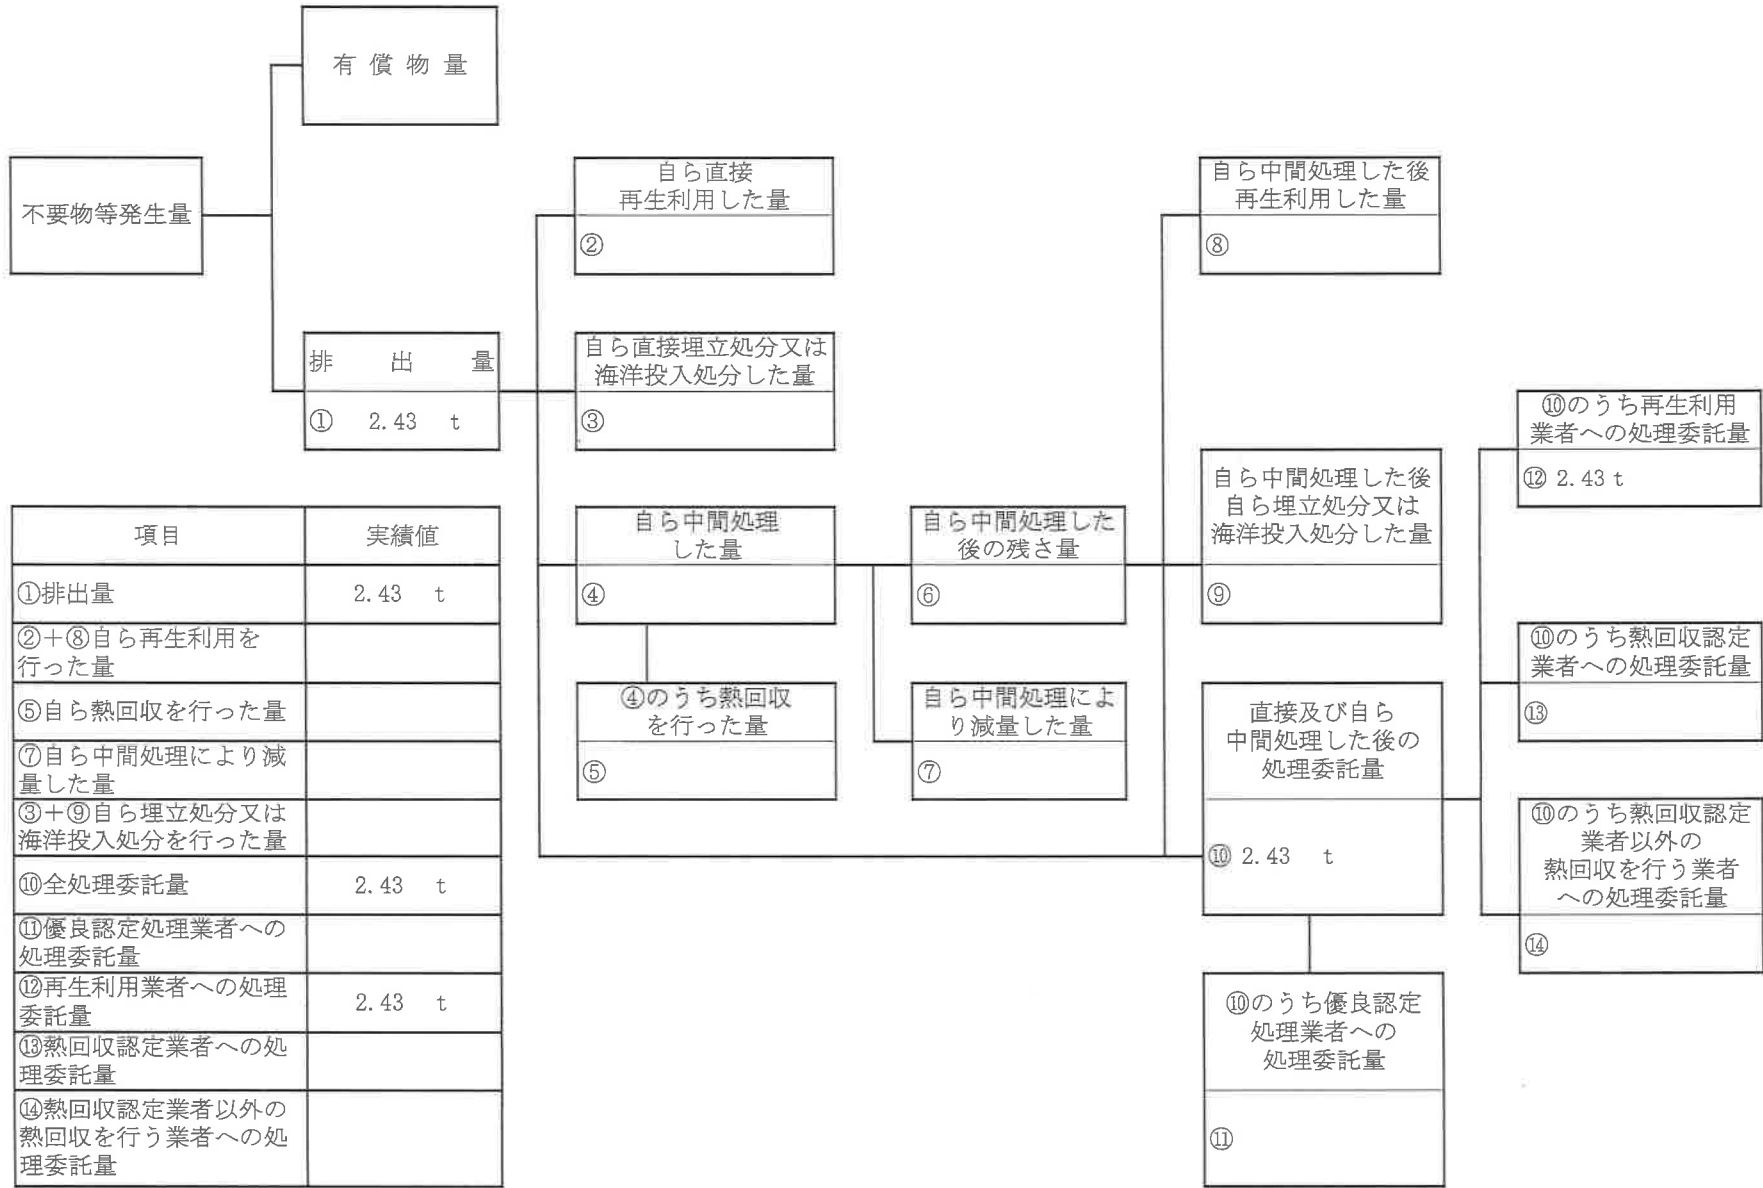 有償物量
不要物等発生量
排出量
① 2.43 t
自ら直接
再生利用した量
②
自ら直接埋立処分又は
海洋投入処分した量
③
自ら中間処理
した量
④
④のうち熱回収
を行った量
⑤
自ら中間処理した
後の残さ量
⑥
自ら中間処理によ
り減量した量
⑦
自ら中間処理した後
再生利用した量
⑧
自ら中間処理した後
自ら埋立処分又は
海洋投入処分した量
⑨
直接及び自ら
中間処理した後の
処理委託量
⑩ 2.43 t
⑩のうち優良認定
処理業者への
処理委託量
⑪
⑩のうち再生利用
業者への処理委託量
⑫ 2.43 t
⑩のうち熱回収認定
業者への処理委託量
⑬
⑩のうち熱回収認定
業者以外の
熱回収を行う業者
への処理委託量
⑭
項目 実績値
①排出量 2.43 t
②+⑧自ら再生利用を
行った量
⑤自ら熱回収を行った量
⑦自ら中間処理により減
量した量
③+⑨自ら埋立処分又は
海洋投入処分を行った量
⑩全処理委託量 2.43 t
⑪優良認定処理業者への
処理委託量
⑫再生利用業者への処理
委託量 2.43 t
⑬熱回収認定業者への処
理委託量
⑭熱回収認定業者以外の
熱回収を行う業者への処
理委託量